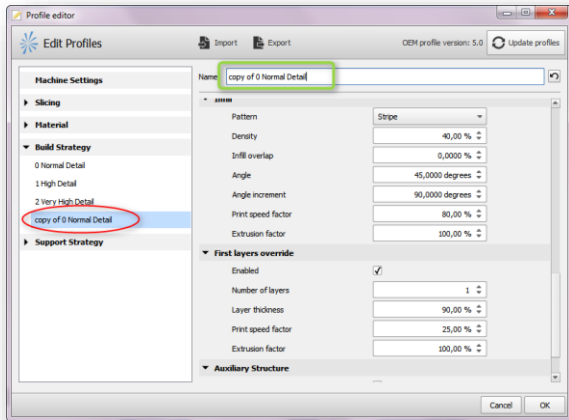 Profile editor
Edit Profiles
Import
Export
OEM profile version: 5.0
Update profiles
Machine Settings
Slicing
Material
Build Strategy
0 Normal Detail
1 High Detail
2 Very High Detail
copy of 0 Normal Detail
Support Strategy
Name copy of 0 Normal Detail
Infill
Pattern Stripe
Density 40,00 %
Infill overlap 0,0000 %
Angle 45,0000 degrees
Angle increment 90,0000 degrees
Print speed factor 80,00 %
Extrusion factor 100,00 %
First layers override
Enabled
Number of layers 1
Layer thickness 90,00 %
Print speed factor 25,00 %
Extrusion factor 100,00 %
Auxiliary Structure
Cancel
OK